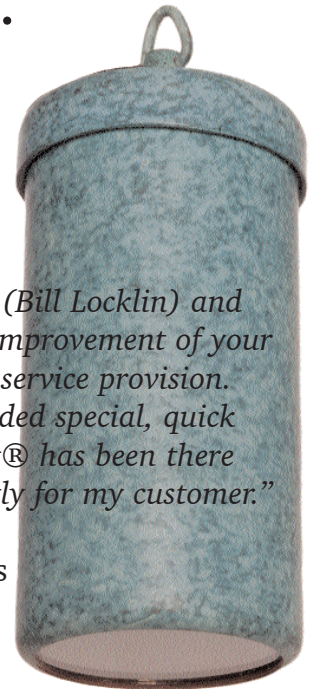 (Bill Locklin) and
mprovement of your
service provision.
ded special, quick
® has been there
ly for my customer.”
s